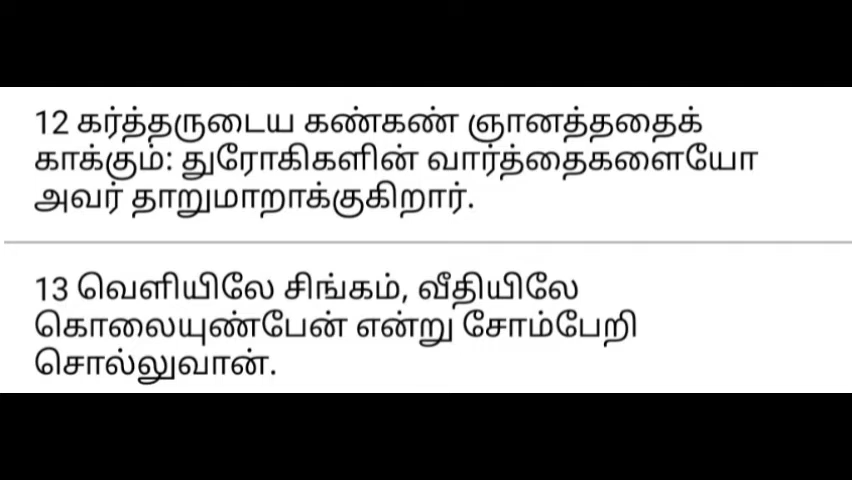 12 கர்த்தருடைய கண்கண் ஞானத்ததைக்
காக்கும்: துரோகிகளின் வார்த்தைகளையோ
அவர் தாறுமாறாக்குகிறார்.
13 வெளியிலே சிங்கம், வீதியிலே
கொலையுண்பேன் என்று சோம்பேறி
சொல்லுவான்.